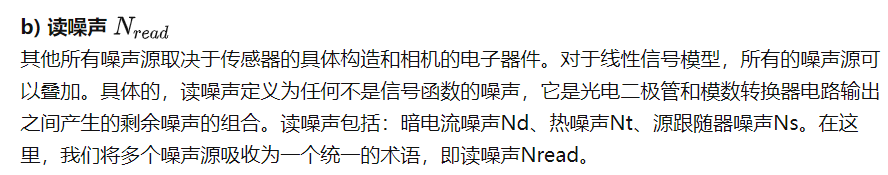 b) 读噪声 N_read
其他所有噪声源取决于传感器的具体构造和相机的电子器件。对于线性信号模型，所有的噪声源可
以叠加。具体的，读噪声定义为任何不是信号函数的噪声，它是光电二极管和模数转换器电路输出
之间产生的剩余噪声的组合。读噪声包括：暗电流噪声Nd、热噪声Nt、源跟随器噪声Ns。在这
里，我们将多个噪声源吸收为一个统一的术语，即读噪声Nread。